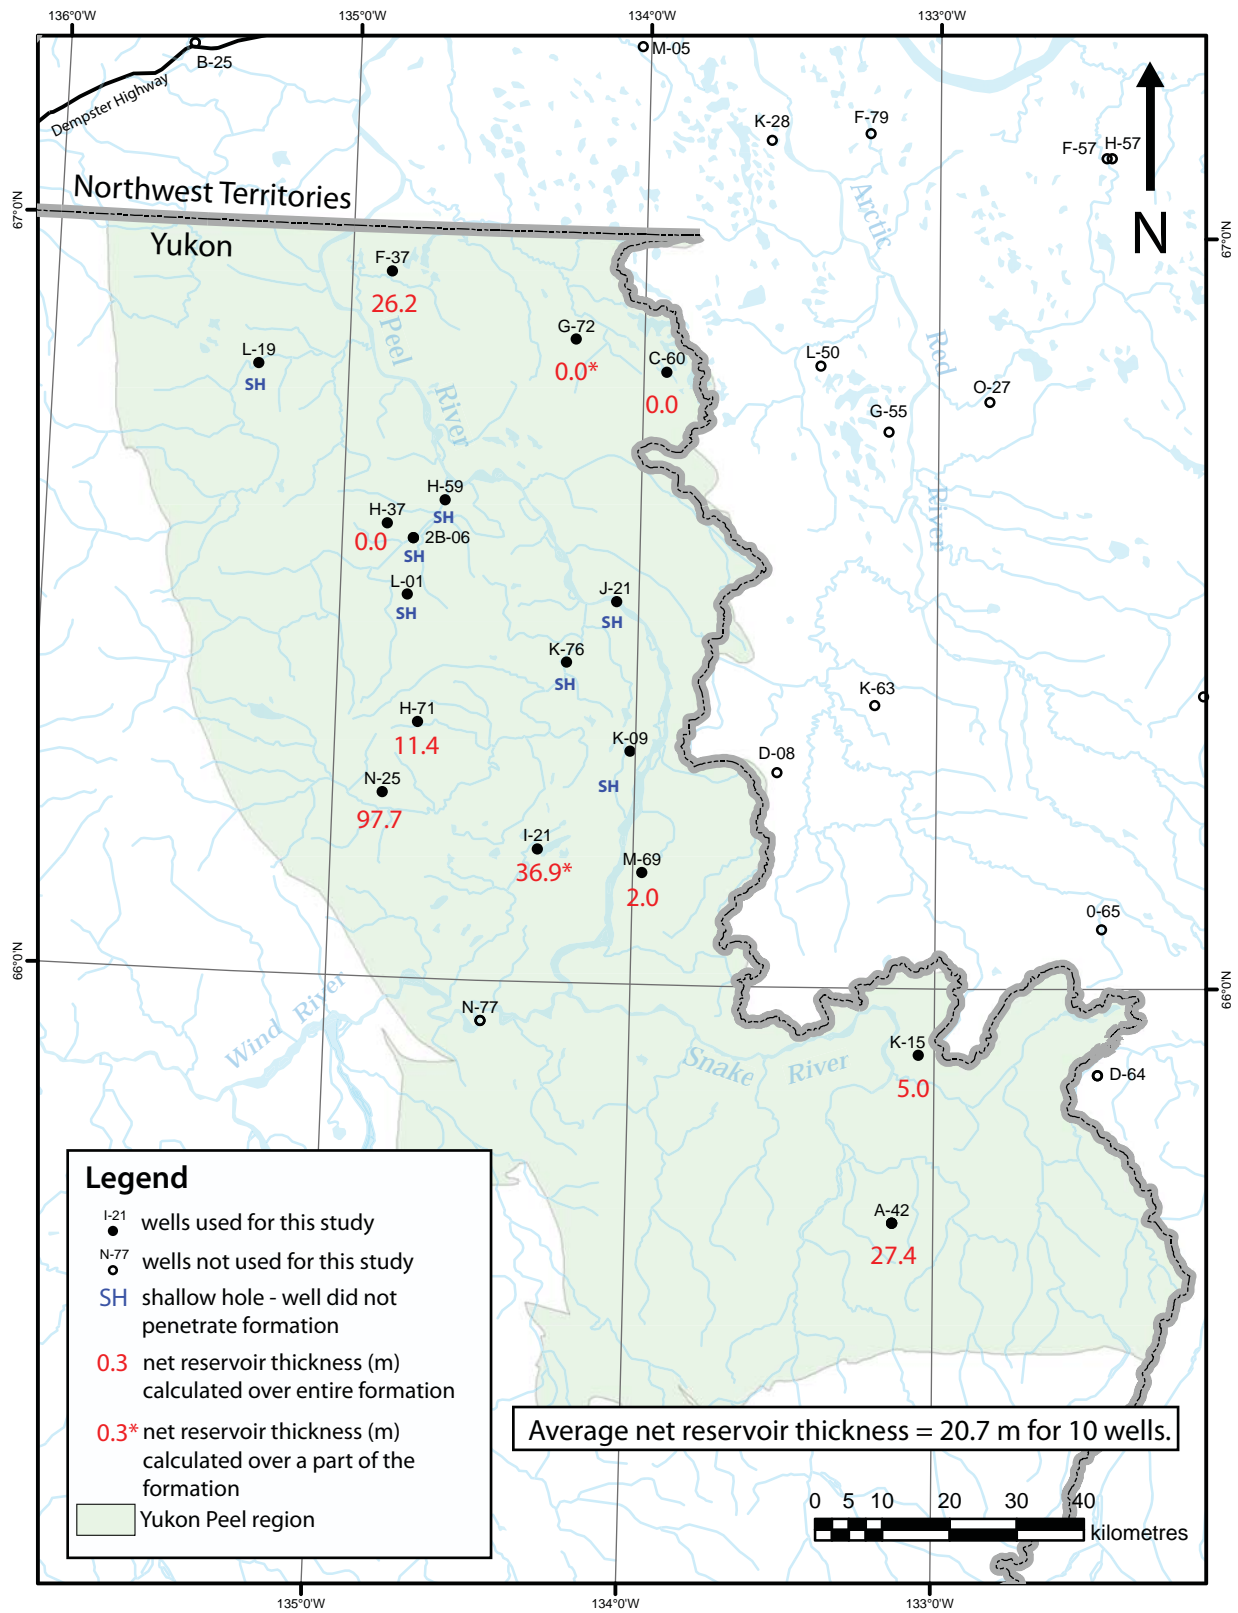 136°0'W
135°0'W
134°0'W
133°0'W
B-25
Dempster Highway
M-05
K-28
F-79
F-57
H-57
N
Arctic
Red
River
67°0'N
67°0'N
Northwest Territories
Yukon
F-37
26.2
Peel
River
G-72
0.0*
C-60
0.0
L-19
SH
L-50
G-55
O-27
H-59
SH
H-37
0.0
2B-06
SH
L-01
SH
J-21
SH
K-76
SH
K-63
H-71
11.4
K-09
SH
D-08
N-25
97.7
I-21
36.9*
M-69
2.0
0-65
66°0'N
66°0'N
Wind River
N-77
Snake River
K-15
5.0
D-64
A-42
27.4
Legend
I-21
wells used for this study
N-77
wells not used for this study
SH shallow hole - well did not
penetrate formation
0.3 net reservoir thickness (m)
calculated over entire formation
0.3* net reservoir thickness (m)
calculated over a part of the
formation
Yukon Peel region
Average net reservoir thickness = 20.7 m for 10 wells.
0 5 10 20 30 40
kilometres
135°0'W
134°0'W
133°0'W